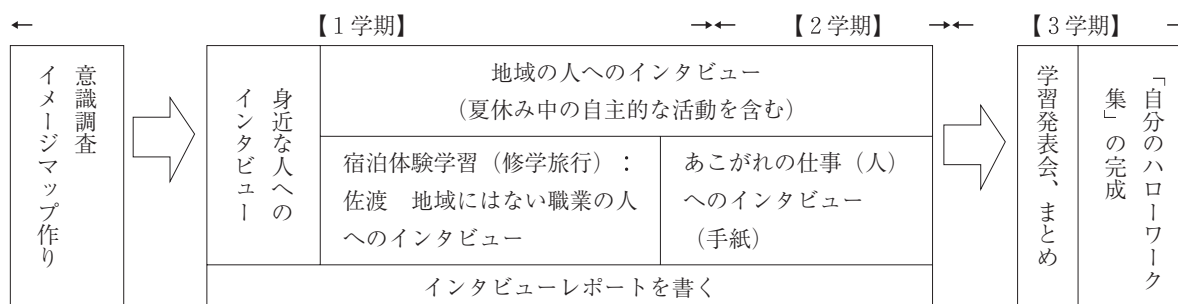 【１学期】
【２学期】
【３学期】
意識調査
イメージマップ作り
身近な人への
インタビュー
地域の人へのインタビュー
（夏休み中の自主的な活動を含む）
宿泊体験学習（修学旅行）：
佐渡　地域にはない職業の人
へのインタビュー
あこがれの仕事（人）
へのインタビュー
（手紙）
インタビューレポートを書く
学習発表会、まとめ
「自分のハローワーク
集」の完成